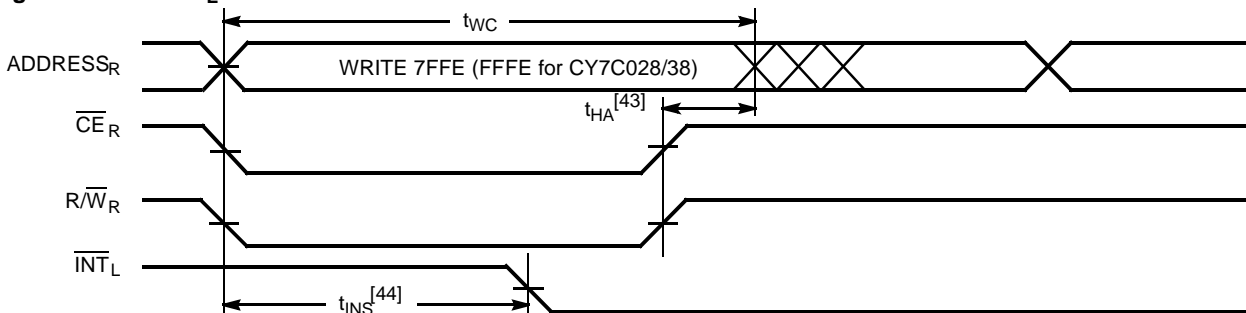 tWC
ADDRESSR
WRITE 7FFE (FFFE for CY7C028/38)
tHA[43]
CER
R/WR
INTL
tINS[44]